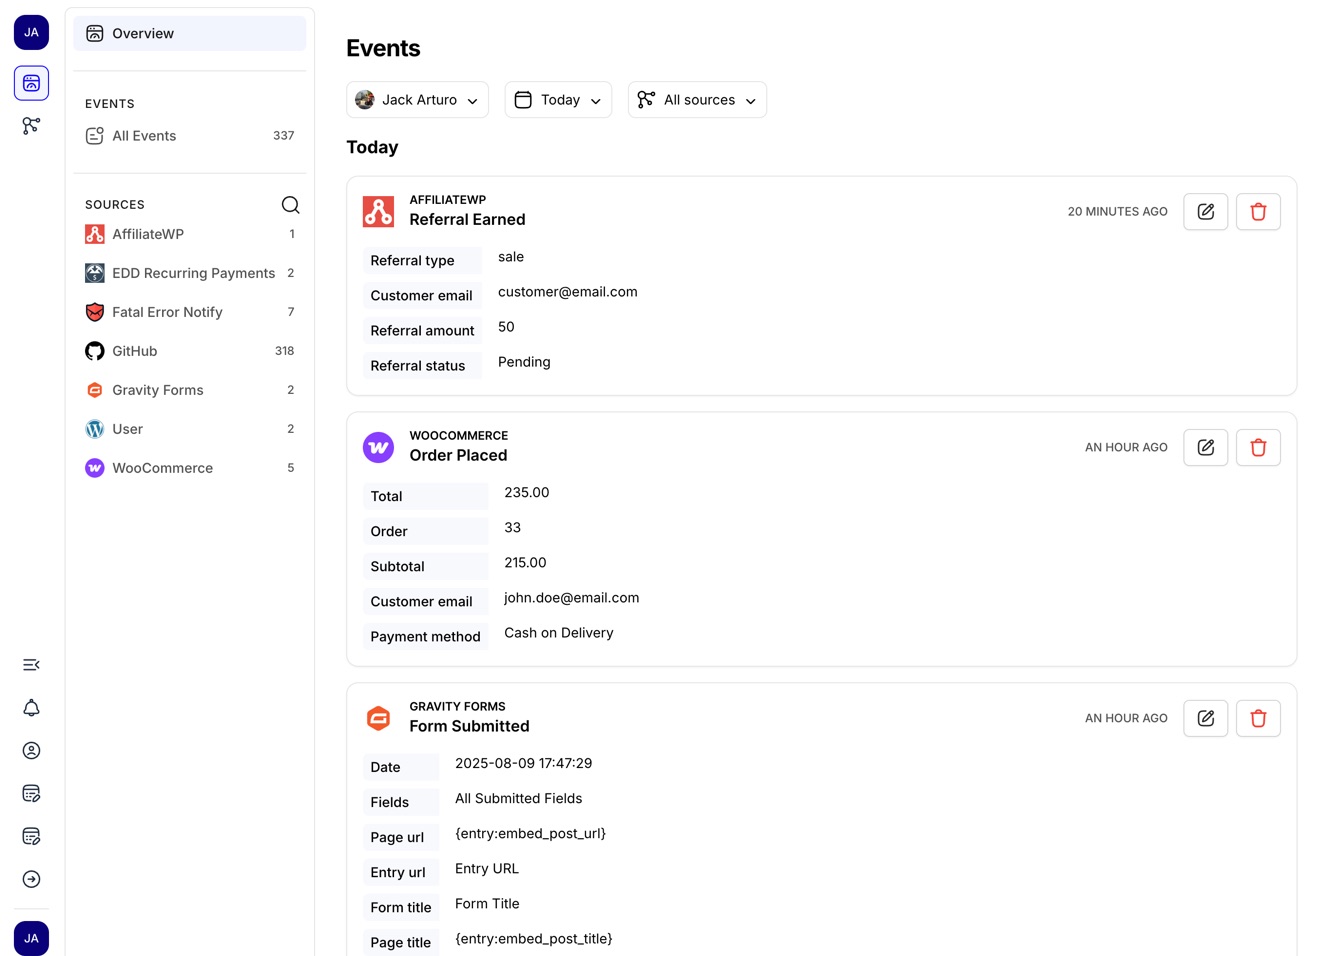 JA
Overview
EVENTS
All Events 337
SOURCES
AffiliateWP 1
EDD Recurring Payments 2
Fatal Error Notify 7
GitHub 318
Gravity Forms 2
User 2
WooCommerce 5
JA
Events
Jack Arturo Today All sources
Today
AFFILIATEWP
Referral Earned
20 MINUTES AGO
Referral type sale
Customer email customer@email.com
Referral amount 50
Referral status Pending
WOOCOMMERCE
Order Placed
AN HOUR AGO
Total 235.00
Order 33
Subtotal 215.00
Customer email john.doe@email.com
Payment method Cash on Delivery
GRAVITY FORMS
Form Submitted
AN HOUR AGO
Date 2025-08-09 17:47:29
Fields All Submitted Fields
Page url {entry:embed_post_url}
Entry url Entry URL
Form title Form Title
Page title {entry:embed_post_title}